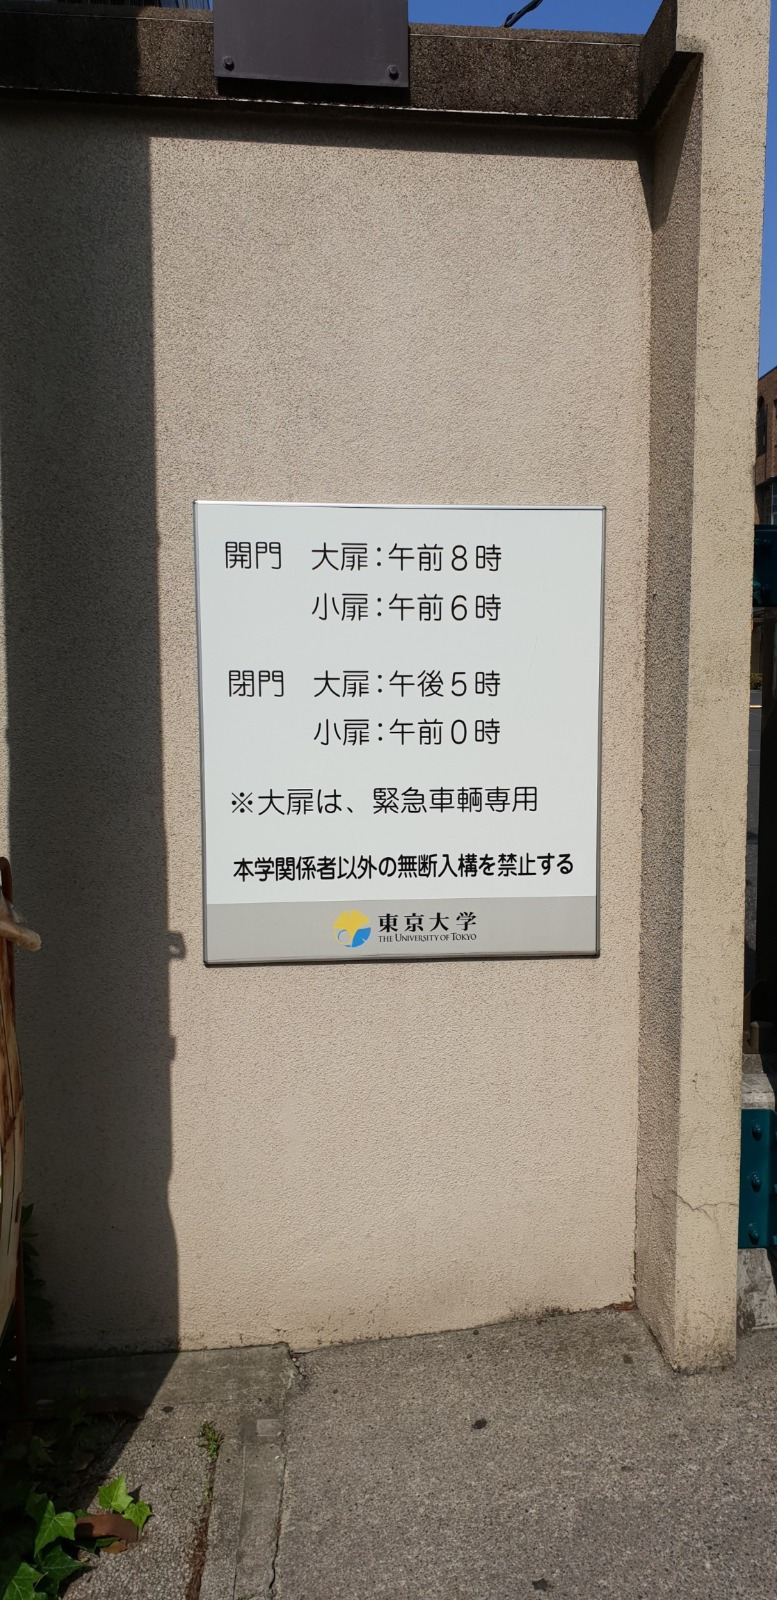 開門　大扉：午前８時
小扉：午前６時
閉門　大扉：午後５時
小扉：午前０時
※大扉は、緊急車輌専用
本学関係者以外の無断入構を禁止する
東京大学
THE UNIVERSITY OF TOKYO